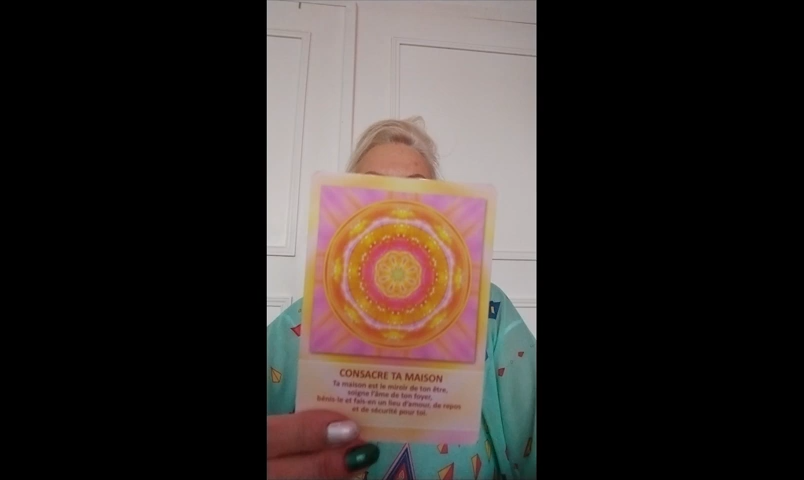 CONSACRE TA MAISON
Ta maison est le miroir de ton être,
soigne l'âme de ton foyer,
bénis-le et fais-en un lieu d'amour, de repos
et de sécurité pour toi.